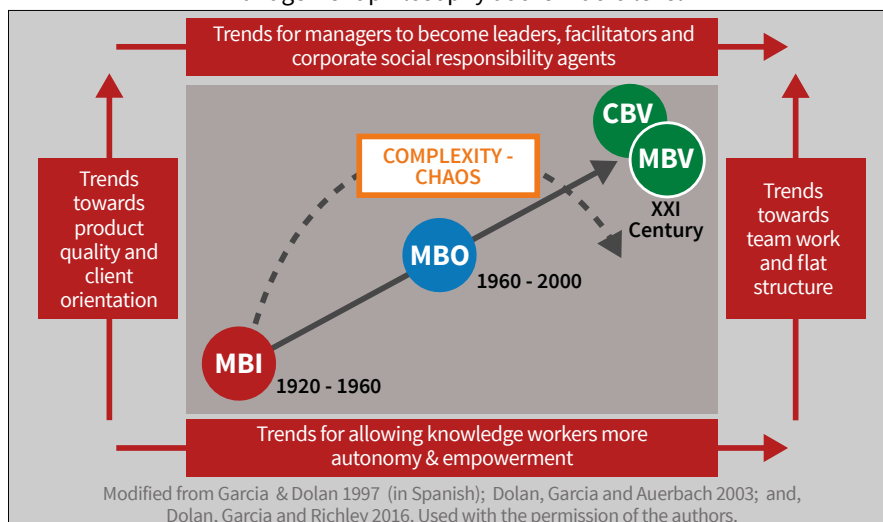 Trends for managers to become leaders, facilitators and
corporate social responsibility agents
CBV
MBV
XXI
Century
COMPLEXITY -
CHAOS
Trends
towards
product
quality and
client
orientation
Trends
towards
team work
and flat
structure
MBO
1960 - 2000
MBI
1920 - 1960
Trends for allowing knowledge workers more
autonomy & empowerment
Modified from Garcia & Dolan 1997 (in Spanish); Dolan, Garcia and Auerbach 2003; and,
Dolan, Garcia and Richley 2016. Used with the permission of the authors.